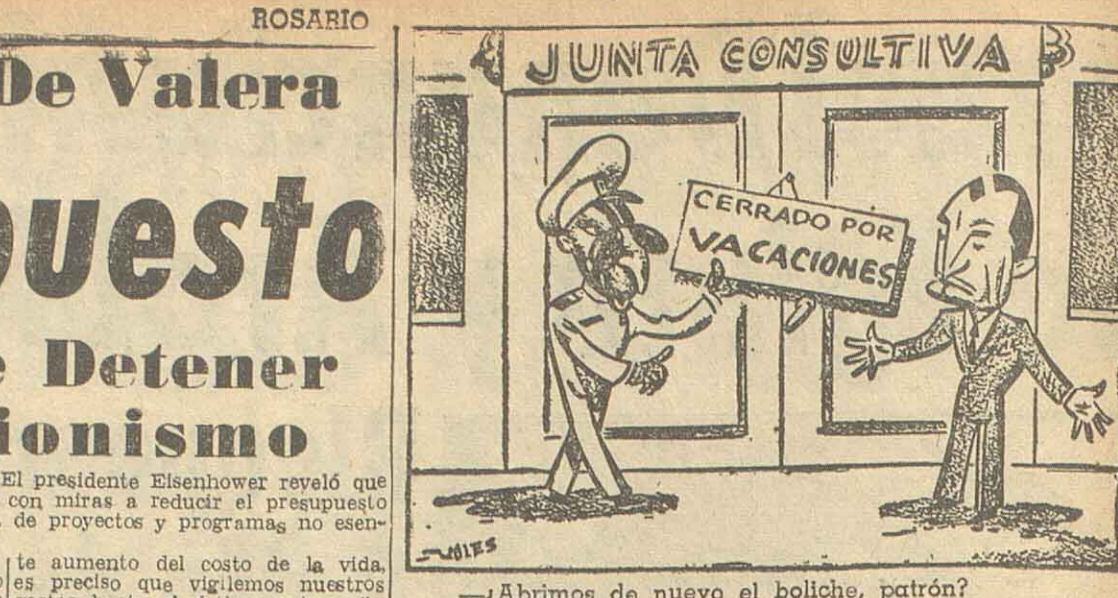 ROSARIO
De Valera
puesto
Detener
ionismo
El presidente Eisenhower reveló que
con miras a reducir el presupuesto
de proyectos y programas no esen-
te aumento del costo de la vida,
es preciso que vigilemos nuestros
JUNTA CONSULTIVA
CERRADO POR
VACACIONES
—¿Abrimos de nuevo el boliche, patrón?